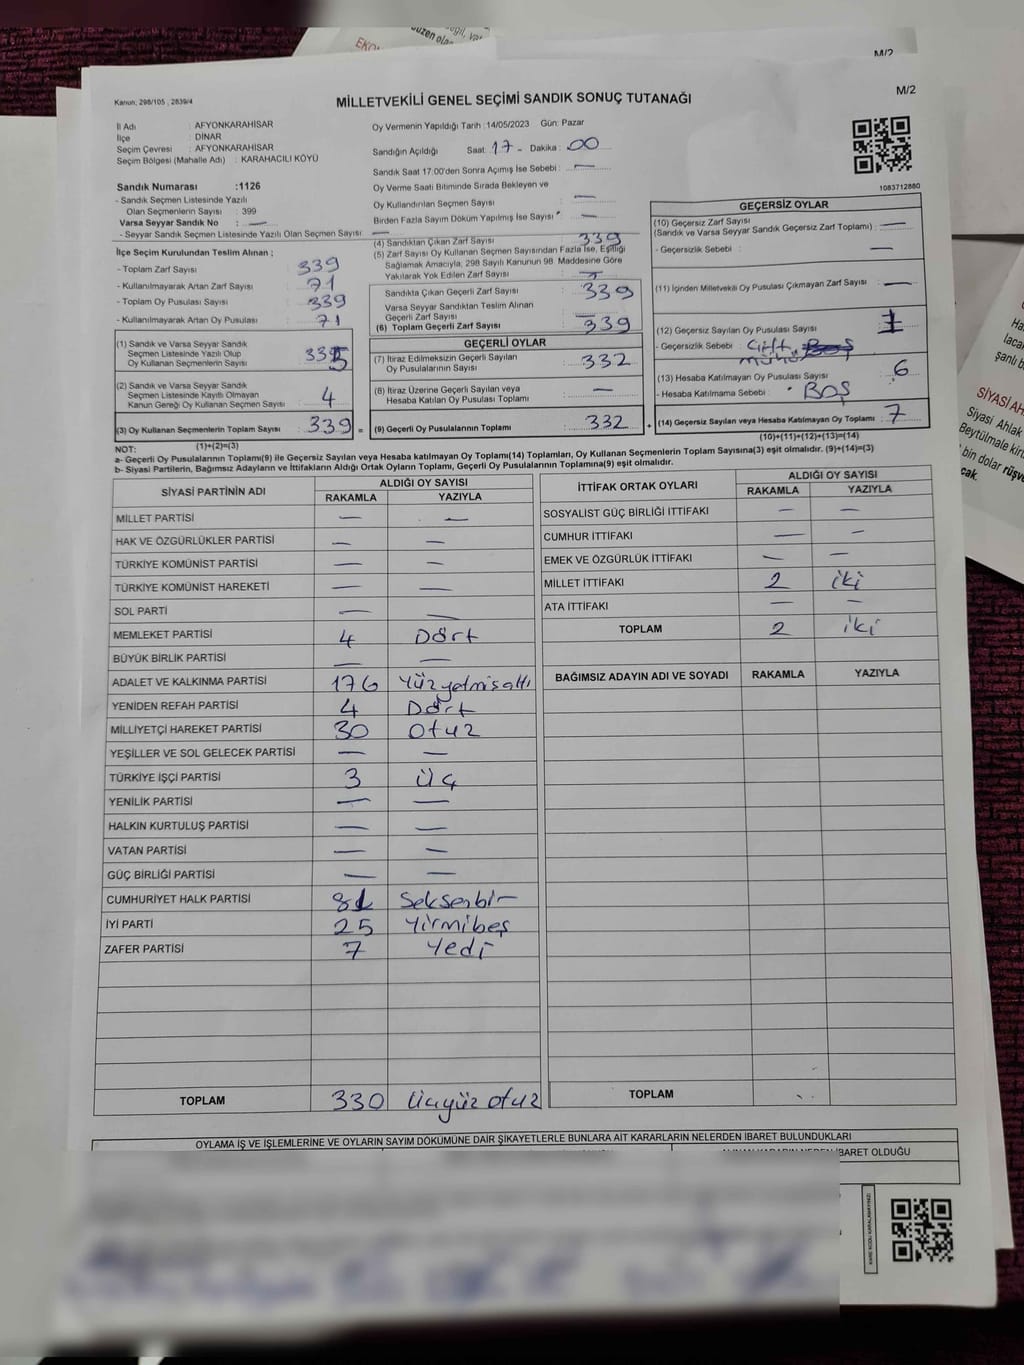 EKO
düzen ola
M/2
Kanun; 298/105 , 2839/4
MİLLETVEKİLİ GENEL SEÇİMİ SANDIK SONUÇ TUTANAĞI
M/2
İl Adı : AFYONKARAHİSAR
İlçe : DİNAR
Seçim Çevresi : AFYONKARAHİSAR
Seçim Bölgesi (Mahalle Adı) : KARAHACILI KÖYÜ
Sandık Numarası :1126
- Sandık Seçmen Listesinde Yazılı
Olan Seçmenlerin Sayısı : 399
Varsa Seyyar Sandık No : —
- Seyyar Sandık Seçmen Listesinde Yazılı Olan Seçmen Sayısı : —
İlçe Seçim Kurulundan Teslim Alınan ;
- Toplam Zarf Sayısı : 339
- Kullanılmayarak Artan Zarf Sayısı : 71
- Toplam Oy Pusulası Sayısı : 339
- Kullanılmayarak Artan Oy Pusulası : 71
(1) Sandık ve Varsa Seyyar Sandık
Seçmen Listesinde Yazılı Olup
Oy Kullanan Seçmenlerin Sayısı : 335
(2) Sandık ve Varsa Seyyar Sandık
Seçmen Listesinde Kayıtlı Olmayan
Kanun Gereği Oy Kullanan Seçmen Sayısı : 4
(3) Oy Kullanan Seçmenlerin Toplam Sayısı : 339 =
(1)+(2)=(3)
Oy Vermenin Yapıldığı Tarih :14/05/2023 Gün: Pazar
Sandığın Açıldığı Saat: 17 - Dakika : 00
Sandık Saat 17:00'den Sonra Açımış İse Sebebi : —
Oy Verme Saati Bitiminde Sırada Bekleyen ve
Oy Kullandırılan Seçmen Sayısı : —
Birden Fazla Sayım Döküm Yapılmış İse Sayısı : —
(4) Sandıktan Çıkan Zarf Sayısı : 339
(5) Zarf Sayısı Oy Kullanan Seçmen Sayısından Fazla İse, Eşitliği
Sağlamak Amacıyla, 298 Sayılı Kanunun 98. Maddesine Göre
Yakılarak Yok Edilen Zarf Sayısı : —
Sandıkta Çıkan Geçerli Zarf Sayısı : 339
Varsa Seyyar Sandıktan Teslim Alınan
Geçerli Zarf Sayısı : —
(6) Toplam Geçerli Zarf Sayısı : 339
GEÇERLİ OYLAR
(7) İtiraz Edilmeksizin Geçerli Sayılan
Oy Pusulalarının Sayısı : 332
(8) İtiraz Üzerine Geçerli Sayılan veya
Hesaba Katılan Oy Pusulası Toplamı : —
(9) Geçerli Oy Pusulalarının Toplamı : 332 +
1083712880
GEÇERSİZ OYLAR
(10) Geçersiz Zarf Sayısı
(Sandık ve Varsa Seyyar Sandık Geçersiz Zarf Toplamı) : —
- Geçersizlik Sebebi : —
(11) İçinden Milletvekili Oy Pusulası Çıkmayan Zarf Sayısı : —
(12) Geçersiz Sayılan Oy Pusulası Sayısı : 1
- Geçersizlik Sebebi : Çift
mühür BOŞ
(13) Hesaba Katılmayan Oy Pusulası Sayısı : 6
- Hesaba Katılmama Sebebi : BOŞ
(14) Geçersiz Sayılan veya Hesaba Katılmayan Oy Toplamı : 7
(10)+(11)+(12)+(13)=(14)
NOT:
a- Geçerli Oy Pusulalarının Toplamı(9) ile Geçersiz Sayılan veya Hesaba katılmayan Oy Toplamı(14) Toplamları, Oy Kullanan Seçmenlerin Toplam Sayısına(3) eşit olmalıdır. (9)+(14)=(3)
b- Siyasi Partilerin, Bağımsız Adayların ve İttifakların Aldığı Ortak Oyların Toplamı, Geçerli Oy Pusulalarının Toplamına(9) eşit olmalıdır.
SİYASİ PARTİNİN ADI ALDIĞI OY SAYISI
RAKAMLA YAZIYLA
MİLLET PARTİSİ — —
HAK VE ÖZGÜRLÜKLER PARTİSİ — —
TÜRKİYE KOMÜNİST PARTİSİ — —
TÜRKİYE KOMÜNİST HAREKETİ — —
SOL PARTİ — —
MEMLEKET PARTİSİ 4 Dört
BÜYÜK BİRLİK PARTİSİ — —
ADALET VE KALKINMA PARTİSİ 176 Yüzyetmişaltı
YENİDEN REFAH PARTİSİ 4 Dört
MİLLİYETÇİ HAREKET PARTİSİ 30 Otuz
YEŞİLLER VE SOL GELECEK PARTİSİ — —
TÜRKİYE İŞÇİ PARTİSİ 3 Üç
YENİLİK PARTİSİ — —
HALKIN KURTULUŞ PARTİSİ — —
VATAN PARTİSİ — —
GÜÇ BİRLİĞİ PARTİSİ — —
CUMHURİYET HALK PARTİSİ 81 Seksenbir
İYİ PARTİ 25 Yirmibeş
ZAFER PARTİSİ 7 Yedi
TOPLAM 330 Üçyüz otuz
İTTİFAK ORTAK OYLARI ALDIĞI OY SAYISI
RAKAMLA YAZIYLA
SOSYALİST GÜÇ BİRLİĞİ İTTİFAKI — —
CUMHUR İTTİFAKI — —
EMEK VE ÖZGÜRLÜK İTTİFAKI — —
MİLLET İTTİFAKI 2 iki
ATA İTTİFAKI — —
TOPLAM 2 iki
BAĞIMSIZ ADAYIN ADI VE SOYADI RAKAMLA YAZIYLA
TOPLAM
OYLAMA İŞ VE İŞLEMLERİNE VE OYLARIN SAYIM DÖKÜMÜNE DAİR ŞİKAYETLERLE BUNLARA AİT KARARLARIN NELERDEN İBARET BULUNDUKLARI
İBARET OLDUĞU
KARE KODU KARALAMAYINIZ!
lacak
şanlı b
SİYASİ AH
Siyasi Ahlak
Beytülmale kir
bin dolar rüşve
cak.